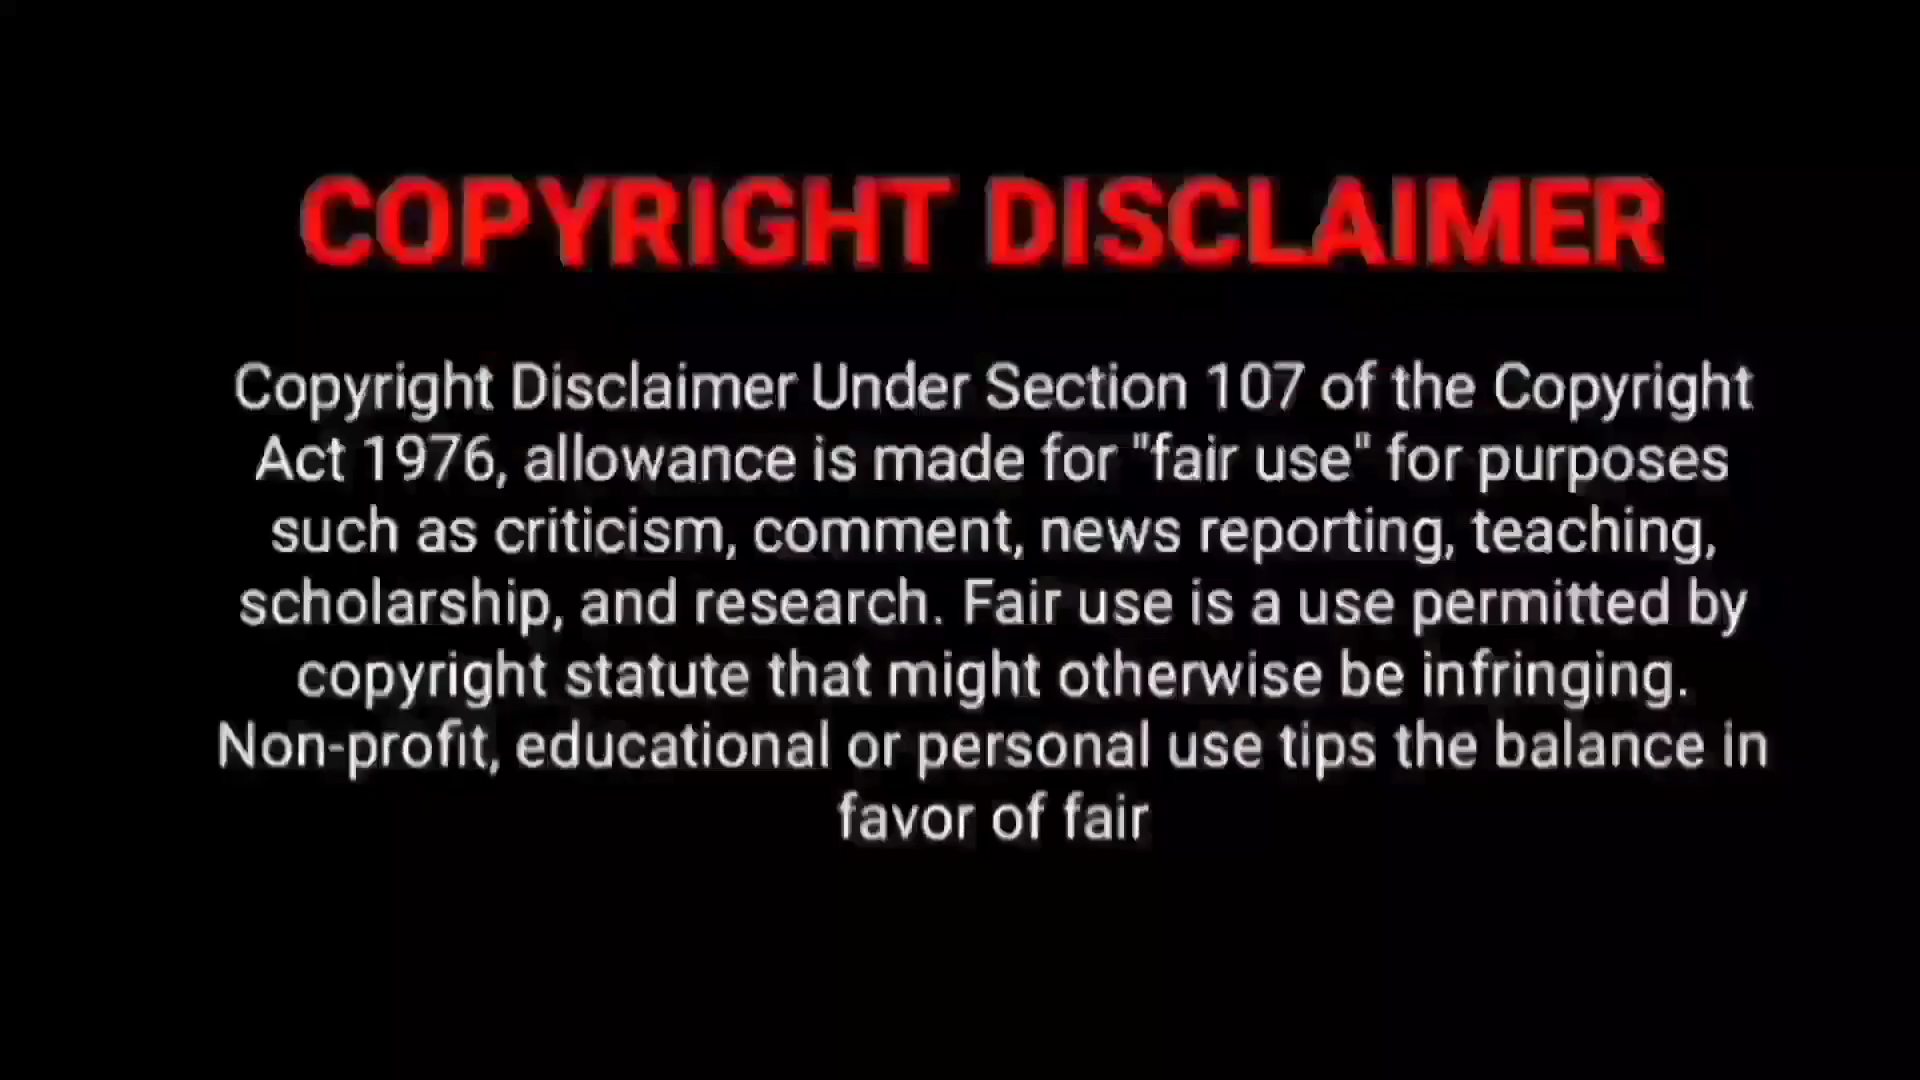 COPYRIGHT DISCLAIMER
Copyright Disclaimer Under Section 107 of the Copyright
Act 1976, allowance is made for "fair use" for purposes
such as criticism, comment, news reporting, teaching,
scholarship, and research. Fair use is a use permitted by
copyright statute that might otherwise be infringing.
Non-profit, educational or personal use tips the balance in
favor of fair